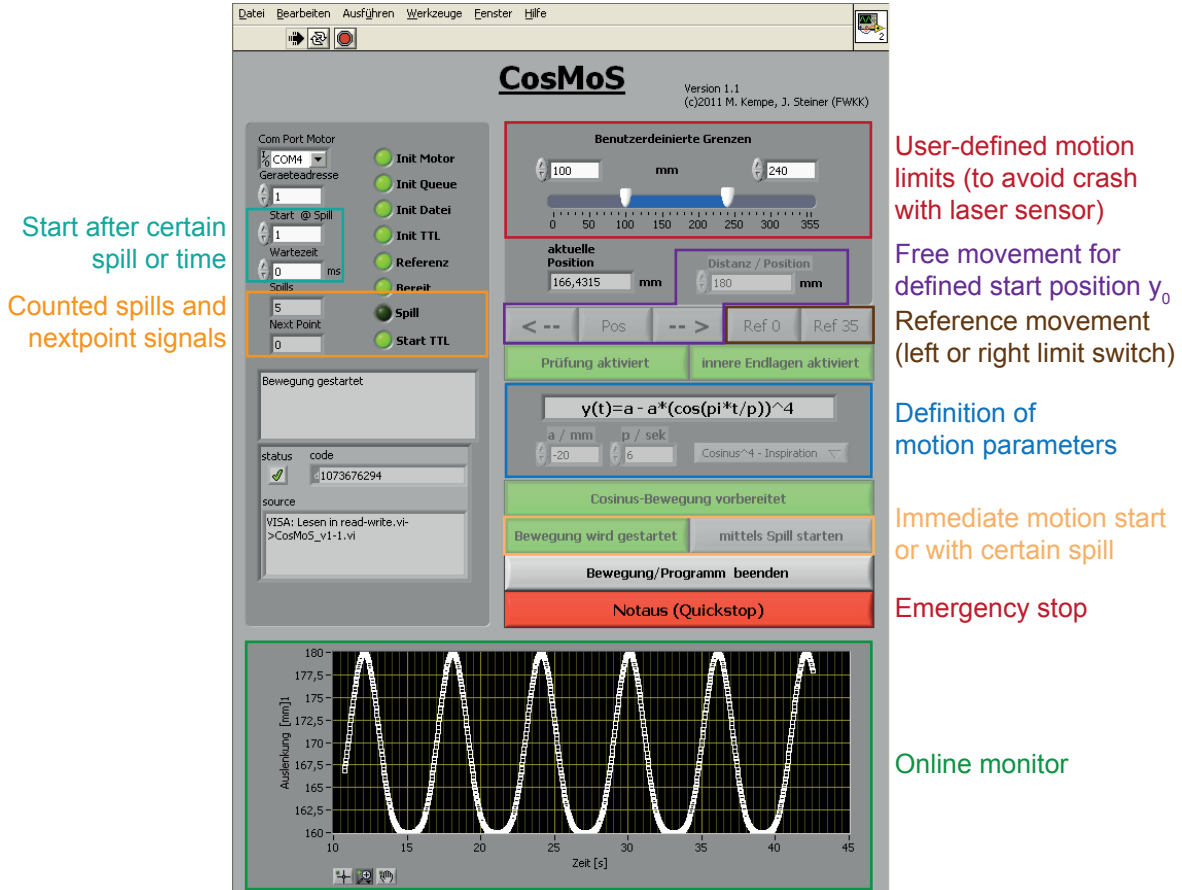 Datei Bearbeiten Ausführen Werkzeuge Fenster Hilfe
2
CosMoS
Version 1.1
(c)2011 M. Kempe, J. Steiner (FWKK)
Com Port Motor
COM4
Geraeteadresse
1
Start @ Spill
1
Wartezeit
0 ms
Spills
5
Next Point
0
Init Motor
Init Queue
Init Datei
Init TTL
Referenz
Bereit
Spill
Start TTL
Start after certain
spill or time
Counted spills and
nextpoint signals
Bewegung gestartet
status code
1073676294
source
VISA: Lesen in read-write.vi-
>CosMoS_v1-1.vi
Benutzerdeinierte Grenzen
100 mm 240
0 50 100 150 200 250 300 355
aktuelle
Position
166,4315 mm
Distanz / Position
180 mm
< -- Pos -- > Ref 0 Ref 35
Prüfung aktiviert innere Endlagen aktiviert
y(t)=a - a*(cos(pi*t/p))^4
a / mm p / sek
-20 6 Cosinus^4 - Inspiration
Cosinus-Bewegung vorbereitet
Bewegung wird gestartet mittels Spill starten
Bewegung/Programm beenden
Notaus (Quickstop)
User-defined motion
limits (to avoid crash
with laser sensor)
Free movement for
defined start position y0
Reference movement
(left or right limit switch)
Definition of
motion parameters
Immediate motion start
or with certain spill
Emergency stop
Online monitor
Auslenkung [mm]1
180
177,5
175
172,5
170
167,5
165
162,5
160
10 15 20 25 30 35 40 45
Zeit [s]